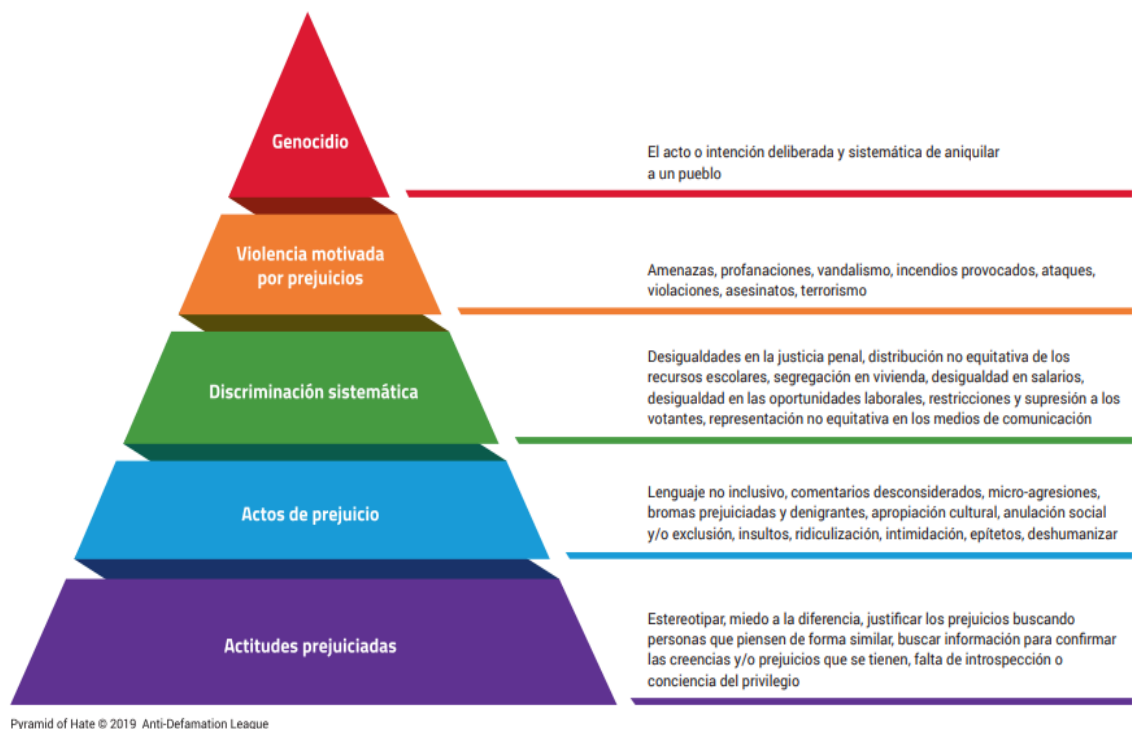 Genocidio
El acto o intención deliberada y sistemática de aniquilar
a un pueblo
Violencia motivada
por prejuicios
Amenazas, profanaciones, vandalismo, incendios provocados, ataques,
violaciones, asesinatos, terrorismo
Discriminación sistemática
Desigualdades en la justicia penal, distribución no equitativa de los
recursos escolares, segregación en vivienda, desigualdad en salarios,
desigualdad en las oportunidades laborales, restricciones y supresión a los
votantes, representación no equitativa en los medios de comunicación
Actos de prejuicio
Lenguaje no inclusivo, comentarios desconsiderados, micro-agresiones,
bromas prejuiciadas y denigrantes, apropiación cultural, anulación social
y/o exclusión, insultos, ridiculización, intimidación, epítetos, deshumanizar
Actitudes prejuiciadas
Estereotipar, miedo a la diferencia, justificar los prejuicios buscando
personas que piensen de forma similar, buscar información para confirmar
las creencias y/o prejuicios que se tienen, falta de introspección o
conciencia del privilegio
Pyramid of Hate © 2019 Anti-Defamation League